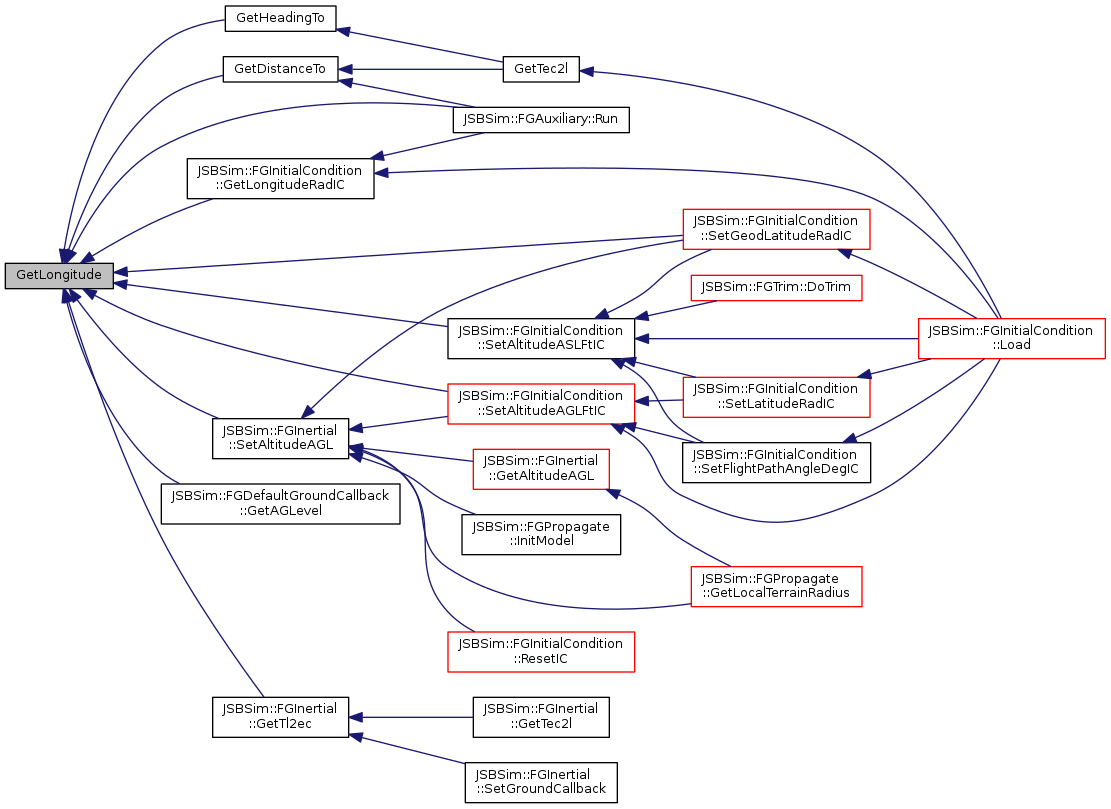 GetHeadingTo
GetDistanceTo
GetTec2l
JSBSim::FGAuxiliary::Run
JSBSim::FGInitialCondition
::GetLongitudeRadIC
JSBSim::FGInitialCondition
::SetGeodLatitudeRadIC
GetLongitude
JSBSim::FGTrim::DoTrim
JSBSim::FGInitialCondition
::SetAltitudeASLFtIC
JSBSim::FGInitialCondition
::Load
JSBSim::FGInitialCondition
::SetAltitudeAGLFtIC
JSBSim::FGInitialCondition
::SetLatitudeRadIC
JSBSim::FGInertial
::SetAltitudeAGL
JSBSim::FGInitialCondition
::SetFlightPathAngleDegIC
JSBSim::FGInertial
::GetAltitudeAGL
JSBSim::FGDefaultGroundCallback
::GetAGLevel
JSBSim::FGPropagate
::InitModel
JSBSim::FGPropagate
::GetLocalTerrainRadius
JSBSim::FGInitialCondition
::ResetIC
JSBSim::FGInertial
::GetTl2ec
JSBSim::FGInertial
::GetTec2l
JSBSim::FGInertial
::SetGroundCallback